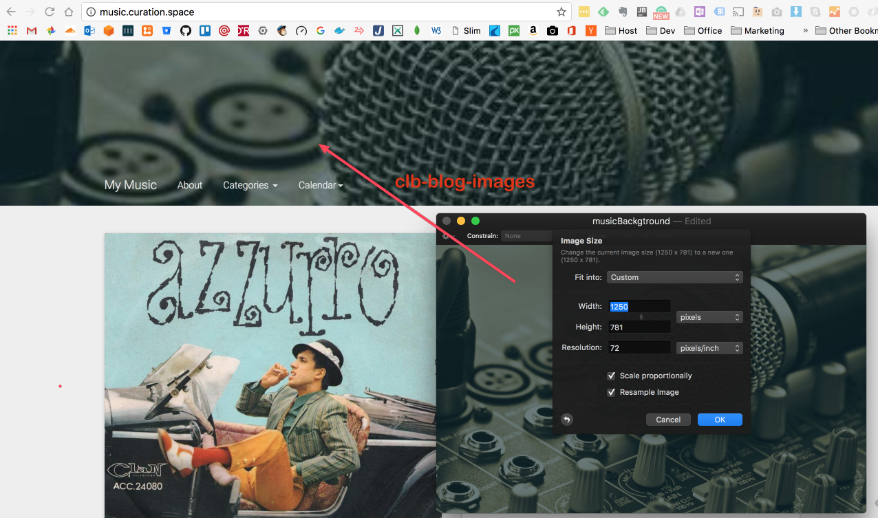 music.curation.space
NEW
W3 Slim PK a Y Host Dev Office Marketing » Other Bookm
My Music About Categories Calendar
clb-blog-images
musicBackgtround — Edited
Constrain: None
Image Size
Change the current image size (1250 x 781) to a new one
(1250 x 781).
Fit into: Custom
Width: 1250
pixels
Height: 781
Resolution: 72 pixels/inch
Scale proportionally
Resample Image
Cancel OK
azzurro
CLAN
ACC.24080